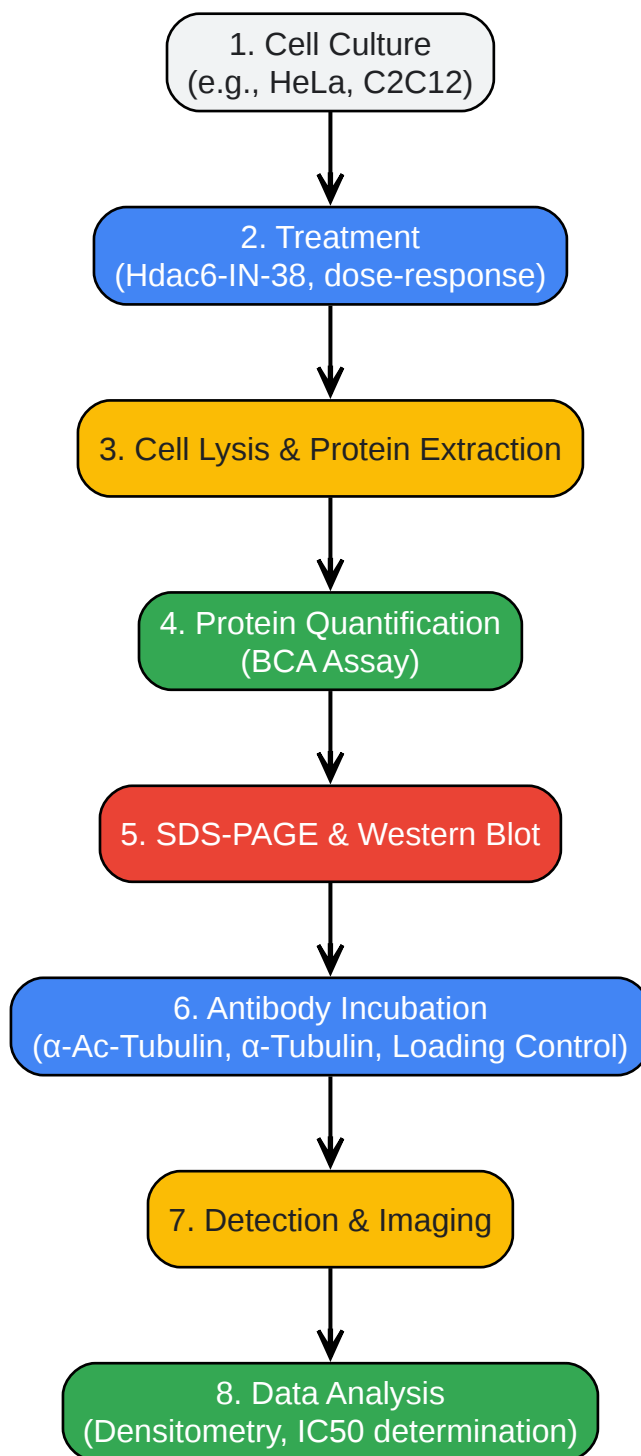 1. Cell Culture
(e.g., HeLa, C2C12)
2. Treatment
(Hdac6-IN-38, dose-response)
3. Cell Lysis & Protein Extraction
4. Protein Quantification
(BCA Assay)
5. SDS-PAGE & Western Blot
6. Antibody Incubation
(α-Ac-Tubulin, α-Tubulin, Loading Control)
7. Detection & Imaging
8. Data Analysis
(Densitometry, IC50 determination)